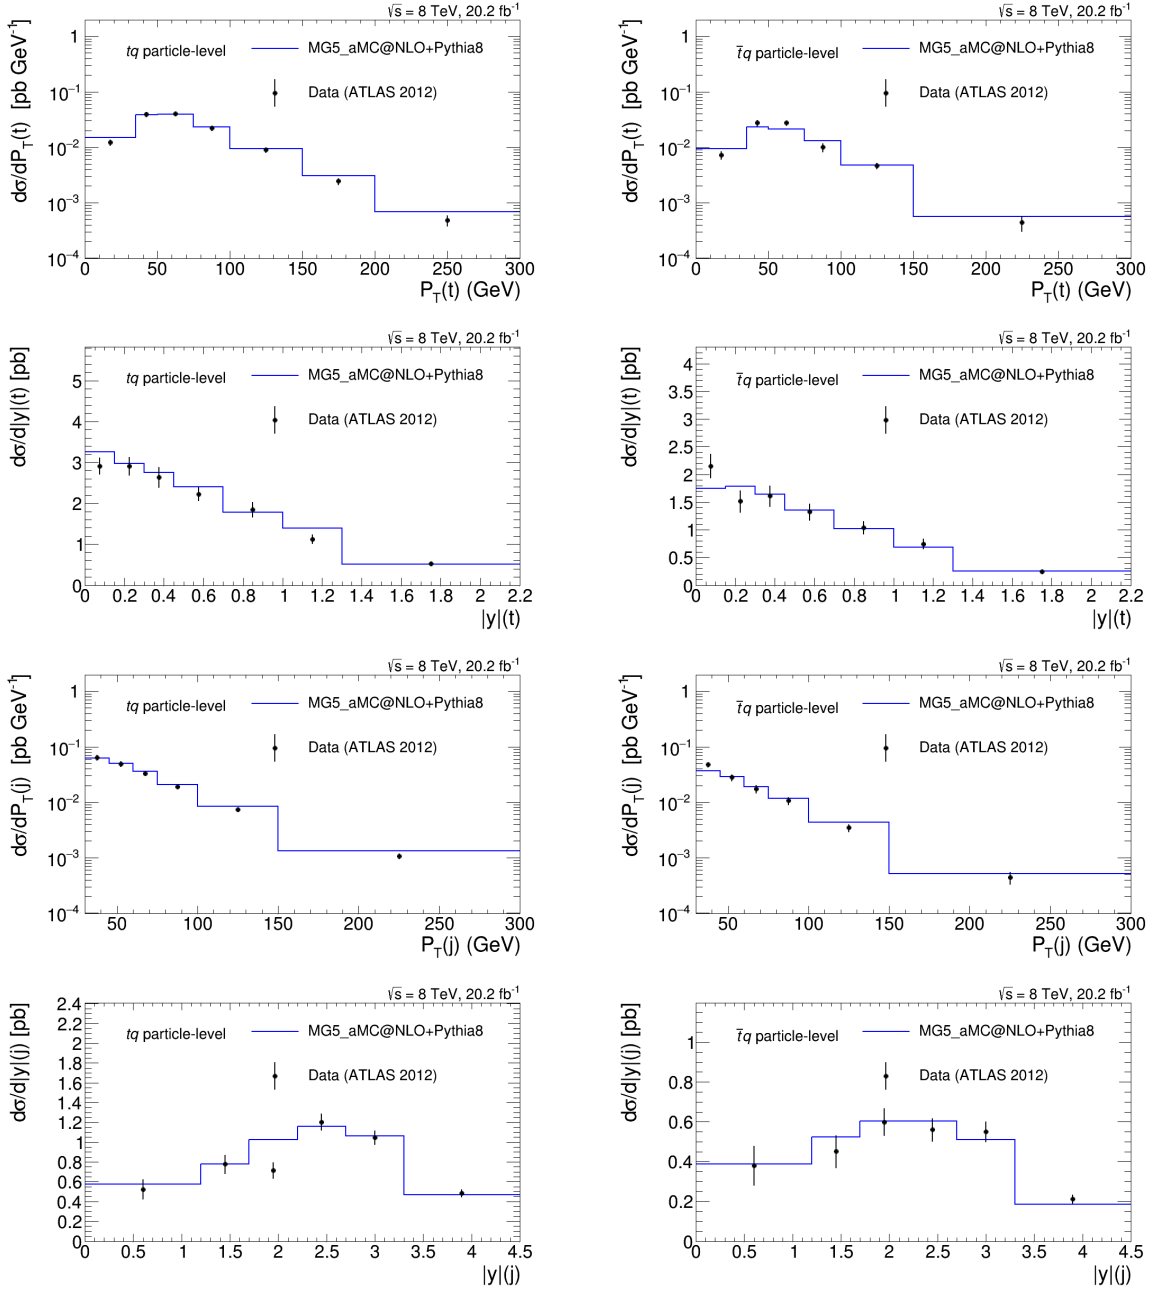 √s = 8 TeV, 20.2 fb⁻¹
dσ/dP_T(t) [pb GeV⁻¹]
tq particle-level
MG5_aMC@NLO+Pythia8
Data (ATLAS 2012)
1
10⁻¹
10⁻²
10⁻³
10⁻⁴
0 50 100 150 200 250 300
P_T(t) (GeV)
√s = 8 TeV, 20.2 fb⁻¹
dσ/dP_T(t) [pb GeV⁻¹]
t̄q particle-level
MG5_aMC@NLO+Pythia8
Data (ATLAS 2012)
1
10⁻¹
10⁻²
10⁻³
10⁻⁴
0 50 100 150 200 250 300
P_T(t) (GeV)
√s = 8 TeV, 20.2 fb⁻¹
dσ/d|y|(t) [pb]
tq particle-level
MG5_aMC@NLO+Pythia8
Data (ATLAS 2012)
5
4
3
2
1
0
0 0.2 0.4 0.6 0.8 1 1.2 1.4 1.6 1.8 2 2.2
|y|(t)
√s = 8 TeV, 20.2 fb⁻¹
dσ/d|y|(t) [pb]
t̄q particle-level
MG5_aMC@NLO+Pythia8
Data (ATLAS 2012)
4
3.5
3
2.5
2
1.5
1
0.5
0
0 0.2 0.4 0.6 0.8 1 1.2 1.4 1.6 1.8 2 2.2
|y|(t)
√s = 8 TeV, 20.2 fb⁻¹
dσ/dP_T(j) [pb GeV⁻¹]
tq particle-level
MG5_aMC@NLO+Pythia8
Data (ATLAS 2012)
1
10⁻¹
10⁻²
10⁻³
10⁻⁴
50 100 150 200 250 300
P_T(j) (GeV)
√s = 8 TeV, 20.2 fb⁻¹
dσ/dP_T(j) [pb GeV⁻¹]
t̄q particle-level
MG5_aMC@NLO+Pythia8
Data (ATLAS 2012)
1
10⁻¹
10⁻²
10⁻³
10⁻⁴
50 100 150 200 250 300
P_T(j) (GeV)
√s = 8 TeV, 20.2 fb⁻¹
dσ/d|y|(j) [pb]
tq particle-level
MG5_aMC@NLO+Pythia8
Data (ATLAS 2012)
2.4
2.2
2
1.8
1.6
1.4
1.2
1
0.8
0.6
0.4
0.2
0
0 0.5 1 1.5 2 2.5 3 3.5 4 4.5
|y|(j)
√s = 8 TeV, 20.2 fb⁻¹
dσ/d|y|(j) [pb]
t̄q particle-level
MG5_aMC@NLO+Pythia8
Data (ATLAS 2012)
1
0.8
0.6
0.4
0.2
0
0 0.5 1 1.5 2 2.5 3 3.5 4 4.5
|y|(j)